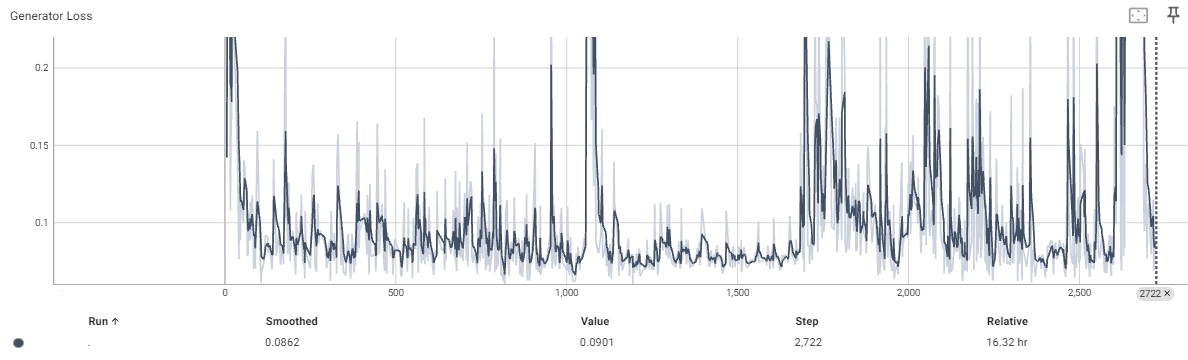 Generator Loss
0.2
0.15
0.1
0 500 1,000 1,500 2,000 2,500 2722 ×
Run ↑ Smoothed Value Step Relative
. 0.0862 0.0901 2,722 16.32 hr